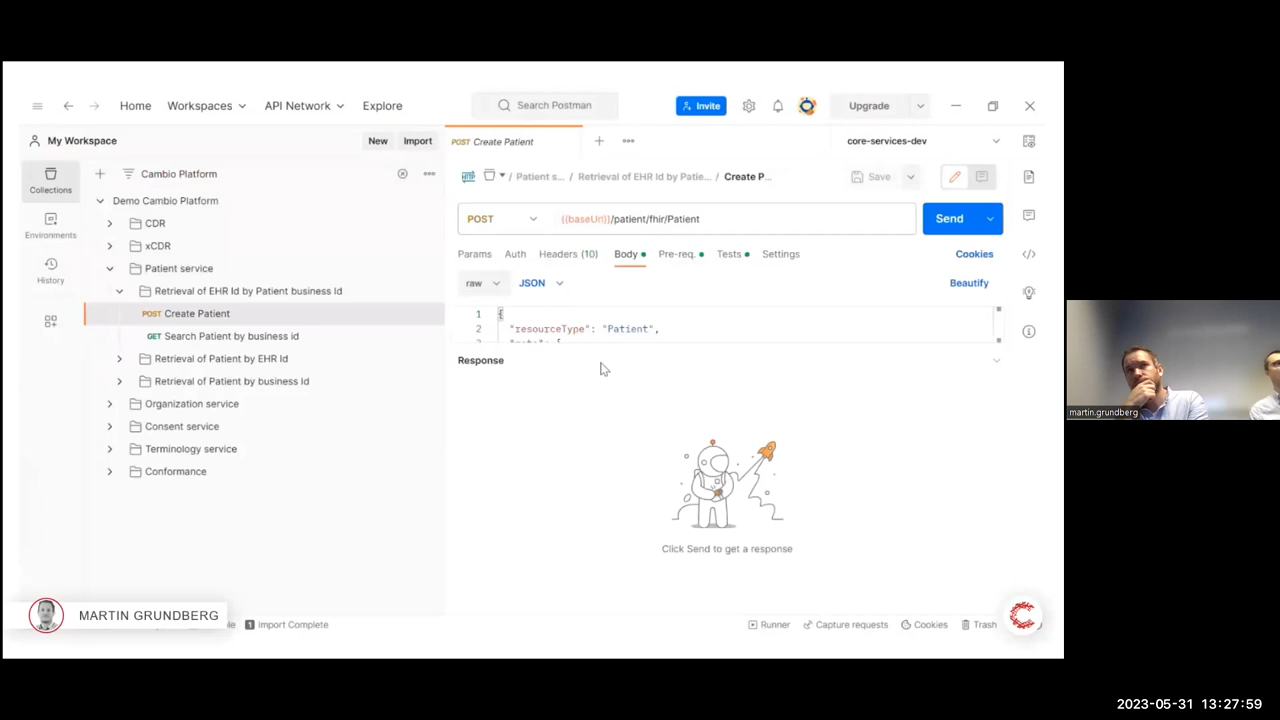 Home Workspaces API Network Explore Search Postman Invite Upgrade
My Workspace New Import POST Create Patient core-services-dev
Collections
Environments
History
Cambio Platform
Demo Cambio Platform
CDR
xCDR
Patient service
Retrieval of EHR Id by Patient business Id
POST Create Patient
GET Search Patient by business id
Retrieval of Patient by EHR Id
Retrieval of Patient by business Id
Organization service
Consent service
Terminology service
Conformance
HTTP / Patient s... / Retrieval of EHR Id by Patie... / Create P... Save
POST {{baseUrl}}/patient/fhir/Patient Send
Params Auth Headers (10) Body Pre-req. Tests Settings Cookies
raw JSON Beautify
1 {
2 "resourceType": "Patient",
Response
Click Send to get a response
MARTIN GRUNDBERG
1 Import Complete Runner Capture requests Cookies Trash
martin.grundberg
2023-05-31 13:27:59